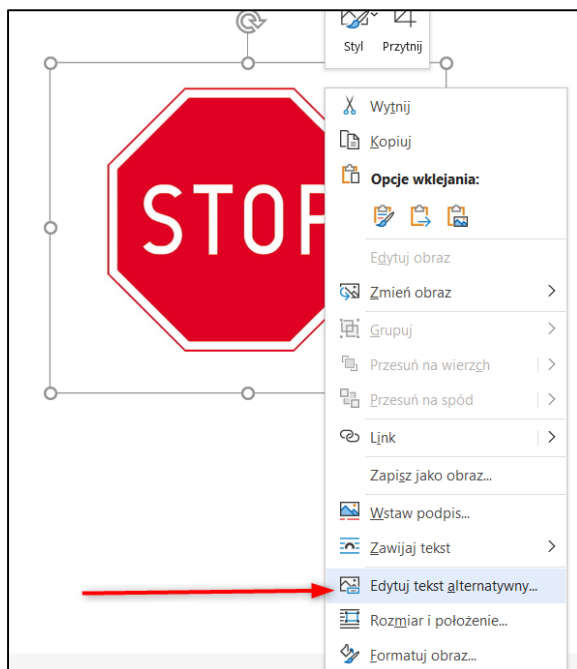 Styl Przytnij
STOP
Wytnij
Kopiuj
Opcje wklejania:
Edytuj obraz
Zmień obraz
Grupuj
Przesuń na wierzch
Przesuń na spód
Link
Zapisz jako obraz...
Wstaw podpis...
Zawijaj tekst
Edytuj tekst alternatywny...
Rozmiar i położenie...
Formatuj obraz...